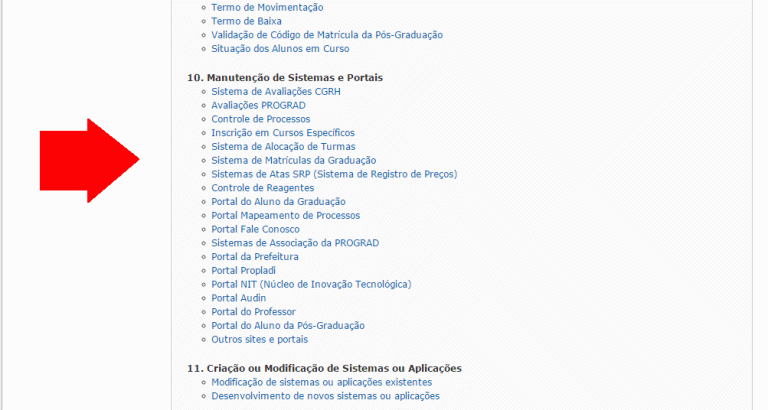 Termo de Movimentação
Termo de Baixa
Validação de Código de Matrícula da Pós-Graduação
Situação dos Alunos em Curso
10. Manutenção de Sistemas e Portais
Sistema de Avaliações CGRH
Avaliações PROGRAD
Controle de Processos
Inscrição em Cursos Específicos
Sistema de Alocação de Turmas
Sistema de Matrículas da Graduação
Sistemas de Atas SRP (Sistema de Registro de Preços)
Controle de Reagentes
Portal do Aluno da Graduação
Portal Mapeamento de Processos
Portal Fale Conosco
Sistemas de Associação da PROGRAD
Portal da Prefeitura
Portal Propladi
Portal NIT (Núcleo de Inovação Tecnológica)
Portal Audin
Portal do Professor
Portal do Aluno da Pós-Graduação
Outros sites e portais
11. Criação ou Modificação de Sistemas ou Aplicações
Modificação de sistemas ou aplicações existentes
Desenvolvimento de novos sistemas ou aplicações